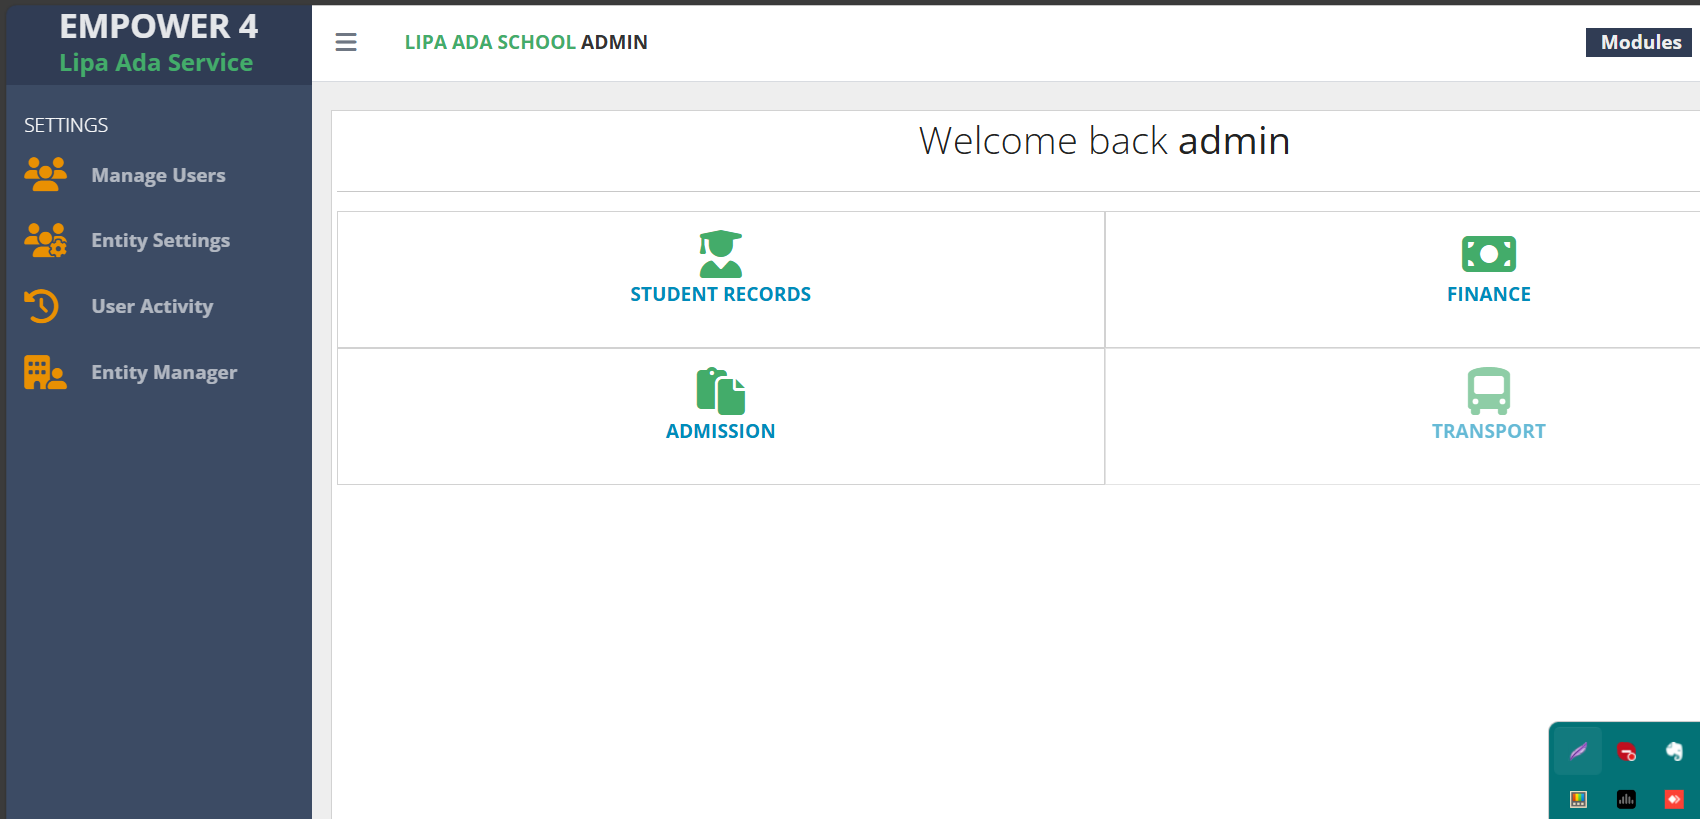 EMPOWER 4
Lipa Ada Service
LIPA ADA SCHOOL ADMIN
Modules
SETTINGS
Manage Users
Entity Settings
User Activity
Entity Manager
Welcome back admin
STUDENT RECORDS
FINANCE
ADMISSION
TRANSPORT